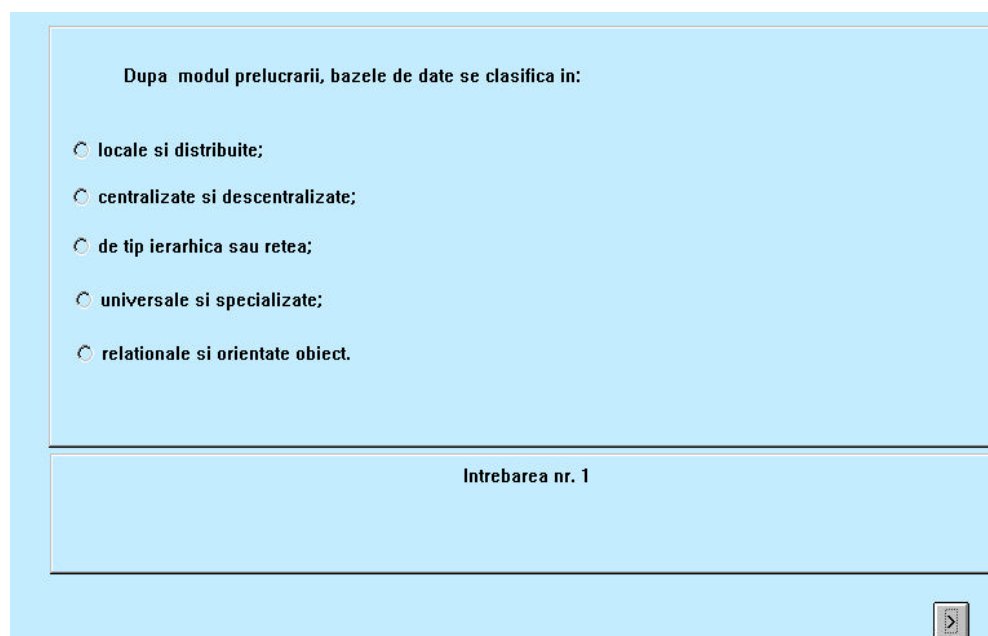 Dupa modul prelucrarii, bazele de date se clasifica in:
locale si distribuite;
centralizate si descentralizate;
de tip ierarhica sau retea;
universale si specializate;
relationale si orientate obiect.
Intrebarea nr. 1
>